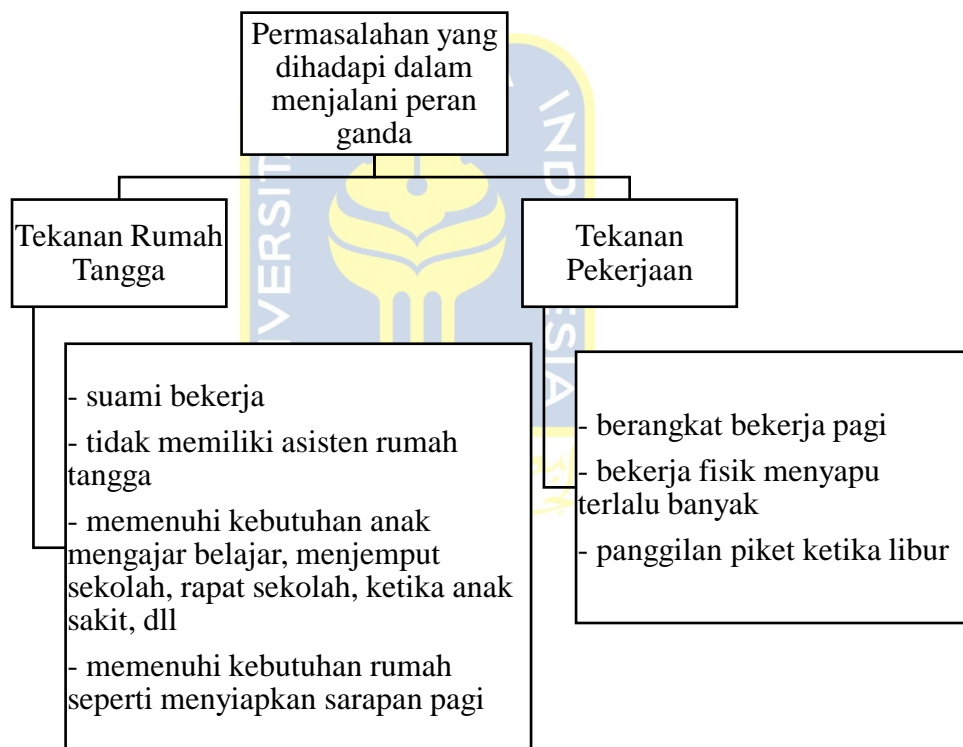 Permasalahan yang
dihadapi dalam
menjalani peran
ganda
Tekanan Rumah
Tangga
Tekanan
Pekerjaan
- suami bekerja
- tidak memiliki asisten rumah
tangga
- memenuhi kebutuhan anak
mengajar belajar, menjemput
sekolah, rapat sekolah, ketika anak
sakit, dll
- memenuhi kebutuhan rumah
seperti menyiapkan sarapan pagi
- berangkat bekerja pagi
- bekerja fisik menyapu
terlalu banyak
- panggilan piket ketika libur